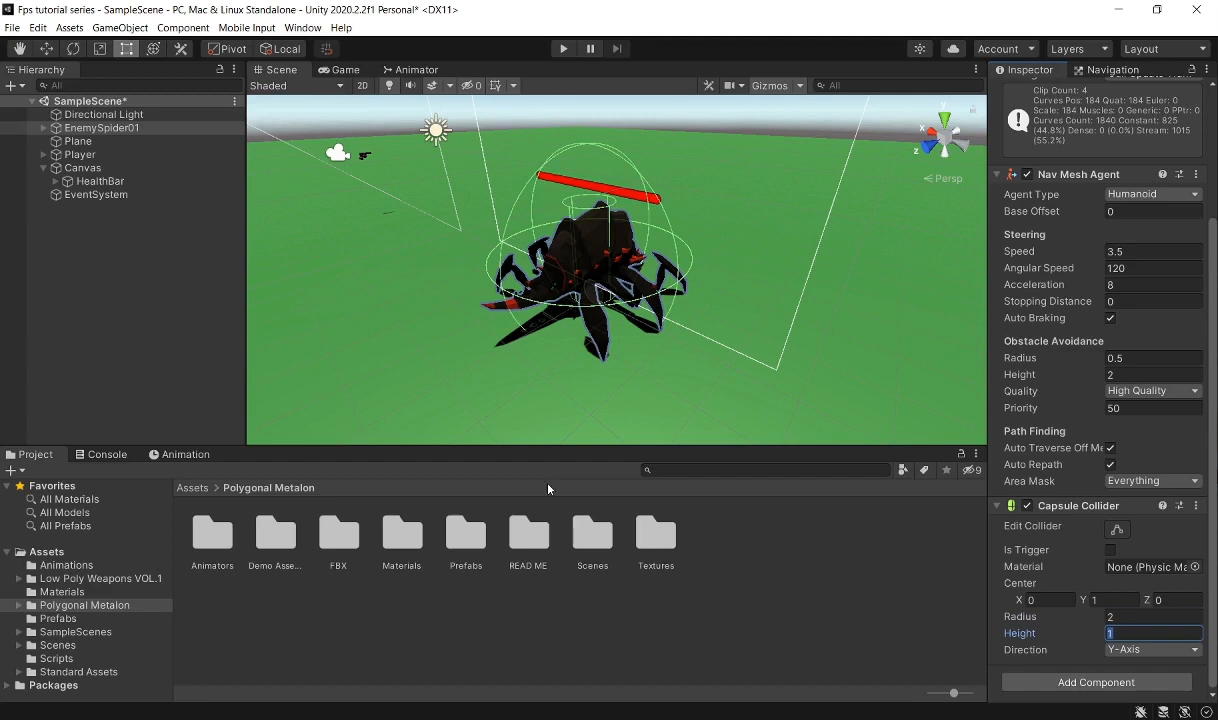 Fps tutorial series - SampleScene - PC, Mac & Linux Standalone - Unity 2020.2.2f1 Personal* <DX11>
File Edit Assets GameObject Component Mobile Input Window Help
Pivot Local Account Layers Layout
Hierarchy
All
SampleScene*
Directional Light
EnemySpider01
Plane
Player
Canvas
HealthBar
EventSystem
Scene Game Animator
Shaded 2D 0 Gizmos All
y
x
z
Persp
Inspector Navigation
Clip Count: 4
Curves Pos: 184 Quat: 184 Euler: 0
Scale: 184 Muscles: 0 Generic: 0 PPtr: 0
Curves Count: 1840 Constant: 825
(44.8%) Dense: 0 (0.0%) Stream: 1015
(55.2%)
Nav Mesh Agent
Agent Type Humanoid
Base Offset 0
Steering
Speed 3.5
Angular Speed 120
Acceleration 8
Stopping Distance 0
Auto Braking
Obstacle Avoidance
Radius 0.5
Height 2
Quality High Quality
Priority 50
Path Finding
Auto Traverse Off Me
Auto Repath
Area Mask Everything
Capsule Collider
Edit Collider
Is Trigger
Material None (Physic Ma
Center
X 0 Y 1 Z 0
Radius 2
Height 1
Direction Y-Axis
Add Component
Project Console Animation
9
Favorites
All Materials
All Models
All Prefabs
Assets
Animations
Low Poly Weapons VOL.1
Materials
Polygonal Metalon
Prefabs
SampleScenes
Scenes
Scripts
Standard Assets
Packages
Assets > Polygonal Metalon
Animators Demo Asse... FBX Materials Prefabs READ ME Scenes Textures